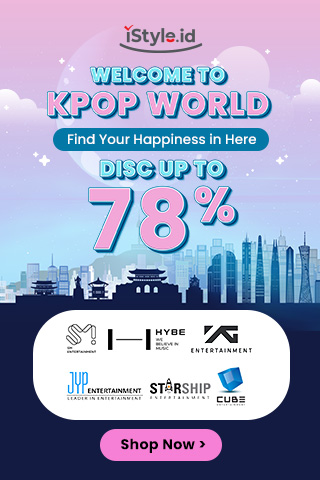 iStyle.id
WELCOME TO
KPOP WORLD
Find Your Happiness in Here
DISC UP TO
78%
SM
ENTERTAINMENT
HYBE
WE
BELIEVE IN
MUSIC
YG
ENTERTAINMENT
JYP ENTERTAINMENT
LEADER IN ENTERTAINMENT
STARSHIP
ENTERTAINMENT
CUBE
ENTERTAINMENT
Shop Now >